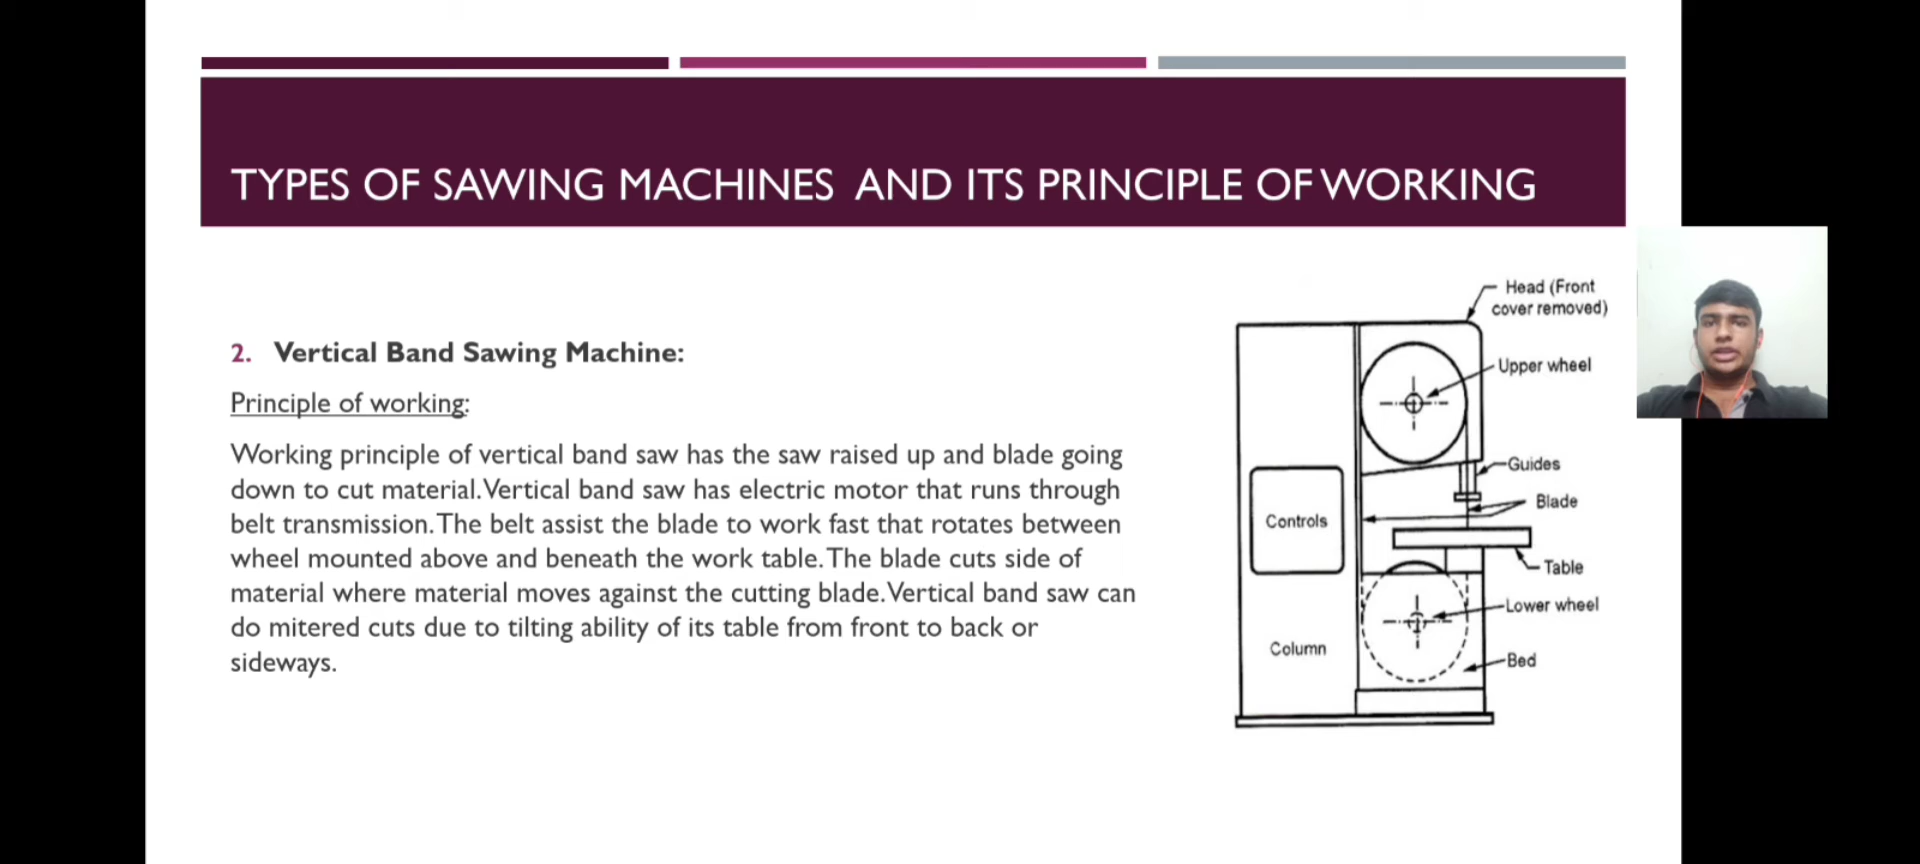 TYPES OF SAWING MACHINES AND ITS PRINCIPLE OF WORKING
2. Vertical Band Sawing Machine:
Principle of working:
Working principle of vertical band saw has the saw raised up and blade going
down to cut material. Vertical band saw has electric motor that runs through
belt transmission. The belt assist the blade to work fast that rotates between
wheel mounted above and beneath the work table. The blade cuts side of
material where material moves against the cutting blade. Vertical band saw can
do mitered cuts due to tilting ability of its table from front to back or
sideways.
Head (Front
cover removed)
Upper wheel
Guides
Blade
Controls
Table
Lower wheel
Column
Bed